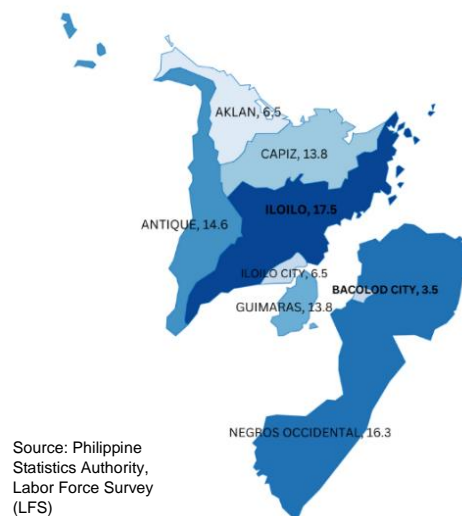 AKLAN, 6.5
CAPIZ, 13.8
ILOILO, 17.5
ANTIQUE, 14.6
ILOILO CITY, 6.5
BACOLOD CITY, 3.5
GUIMARAS, 13.8
NEGROS OCCIDENTAL, 16.3
Source: Philippine
Statistics Authority,
Labor Force Survey
(LFS)